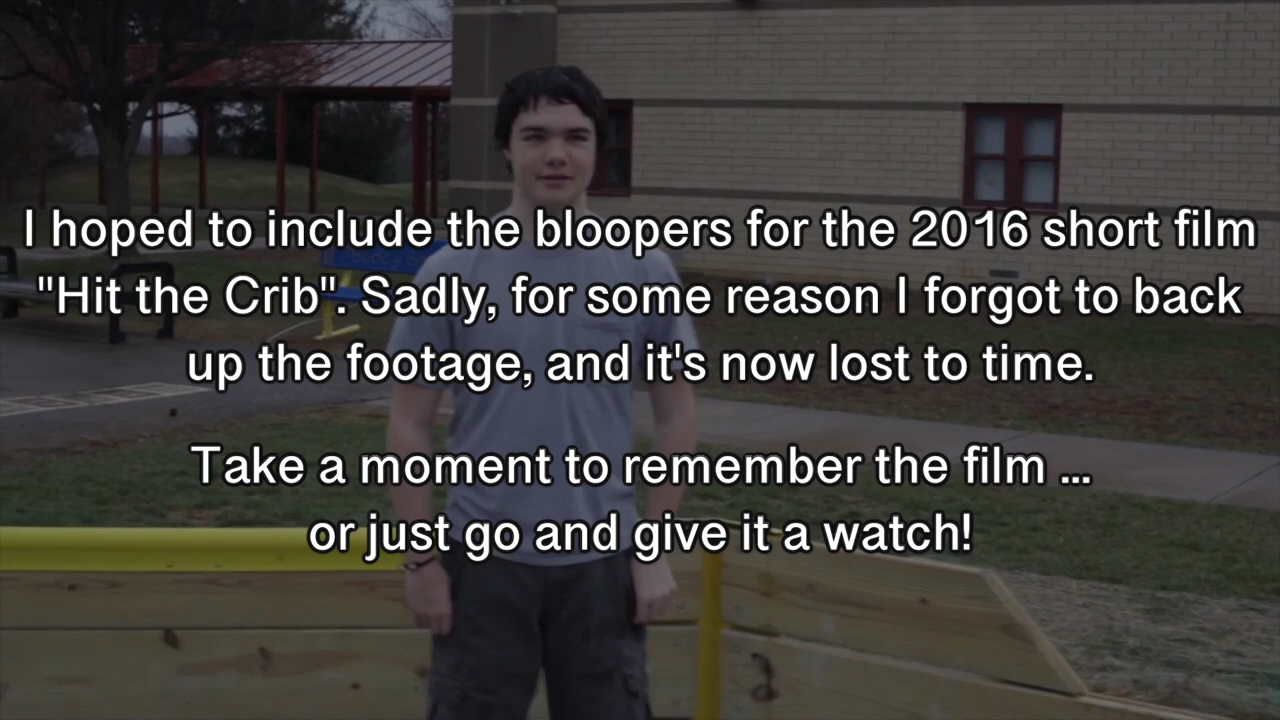 I hoped to include the bloopers for the 2016 short film
"Hit the Crib". Sadly, for some reason I forgot to back
up the footage, and it's now lost to time.
Take a moment to remember the film ...
or just go and give it a watch!